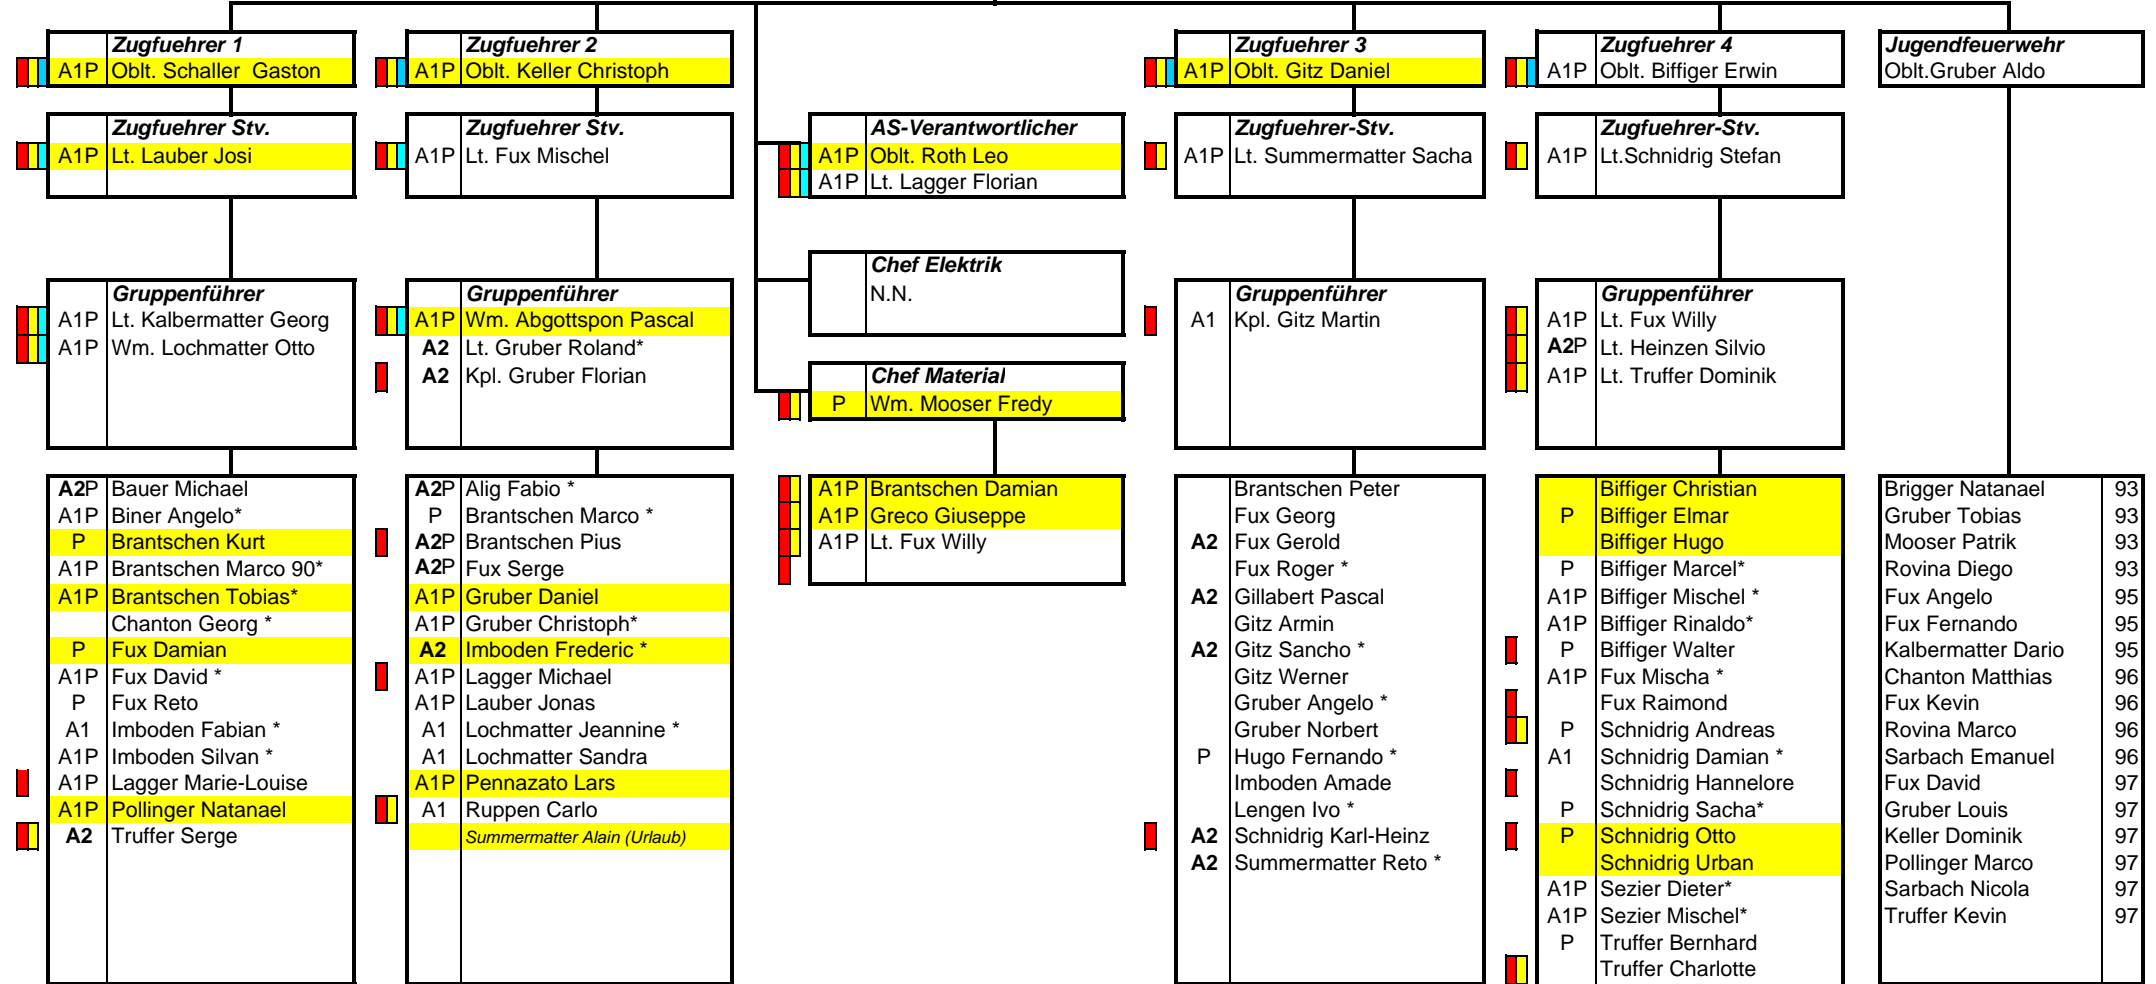 Zugfuehrer 1
A1P Oblt. Schaller  Gaston
Zugfuehrer Stv.
A1P Lt. Lauber Josi
Gruppenführer
A1P Lt. Kalbermatter Georg
A1P Wm. Lochmatter Otto
A2P Bauer Michael
A1P Biner Angelo*
P Brantschen Kurt
A1P Brantschen Marco 90*
A1P Brantschen Tobias*
Chanton Georg *
P Fux Damian
A1P Fux David *
P Fux Reto
A1 Imboden Fabian *
A1P Imboden Silvan *
A1P Lagger Marie-Louise
A1P Pollinger Natanael
A2 Truffer Serge
Zugfuehrer 2
A1P Oblt. Keller Christoph
Zugfuehrer Stv.
A1P Lt. Fux Mischel
Gruppenführer
A1P Wm. Abgottspon Pascal
A2 Lt. Gruber Roland*
A2 Kpl. Gruber Florian
A2P Alig Fabio *
P Brantschen Marco *
A2P Brantschen Pius
A2P Fux Serge
A1P Gruber Daniel
A1P Gruber Christoph*
A2 Imboden Frederic *
A1P Lagger Michael
A1P Lauber Jonas
A1 Lochmatter Jeannine *
A1 Lochmatter Sandra
A1P Pennazato Lars
A1 Ruppen Carlo
Summermatter Alain (Urlaub)
AS-Verantwortlicher
A1P Oblt. Roth Leo
A1P Lt. Lagger Florian
Chef Elektrik
N.N.
Chef Material
P Wm. Mooser Fredy
A1P Brantschen Damian
A1P Greco Giuseppe
A1P Lt. Fux Willy
Zugfuehrer 3
A1P Oblt. Gitz Daniel
Zugfuehrer-Stv.
A1P Lt. Summermatter Sacha
Gruppenführer
A1 Kpl. Gitz Martin
Brantschen Peter
Fux Georg
A2 Fux Gerold
Fux Roger *
A2 Gillabert Pascal
Gitz Armin
A2 Gitz Sancho *
Gitz Werner
Gruber Angelo *
Gruber Norbert
P Hugo Fernando *
Imboden Amade
Lengen Ivo *
A2 Schnidrig Karl-Heinz
A2 Summermatter Reto *
Zugfuehrer 4
A1P Oblt. Biffiger Erwin
Zugfuehrer-Stv.
A1P Lt.Schnidrig Stefan
Gruppenführer
A1P Lt. Fux Willy
A2P Lt. Heinzen Silvio
A1P Lt. Truffer Dominik
Biffiger Christian
P Biffiger Elmar
Biffiger Hugo
P Biffiger Marcel*
A1P Biffiger Mischel *
A1P Biffiger Rinaldo*
P Biffiger Walter
A1P Fux Mischa *
Fux Raimond
P Schnidrig Andreas
A1 Schnidrig Damian *
Schnidrig Hannelore
P Schnidrig Sacha*
P Schnidrig Otto
Schnidrig Urban
A1P Sezier Dieter*
A1P Sezier Mischel*
P Truffer Bernhard
Truffer Charlotte
Jugendfeuerwehr
Oblt.Gruber Aldo
Brigger Natanael 93
Gruber Tobias 93
Mooser Patrik 93
Rovina Diego 93
Fux Angelo 95
Fux Fernando 95
Kalbermatter Dario 95
Chanton Matthias 96
Fux Kevin 96
Rovina Marco 96
Sarbach Emanuel 96
Fux David 97
Gruber Louis 97
Keller Dominik 97
Pollinger Marco 97
Sarbach Nicola 97
Truffer Kevin 97